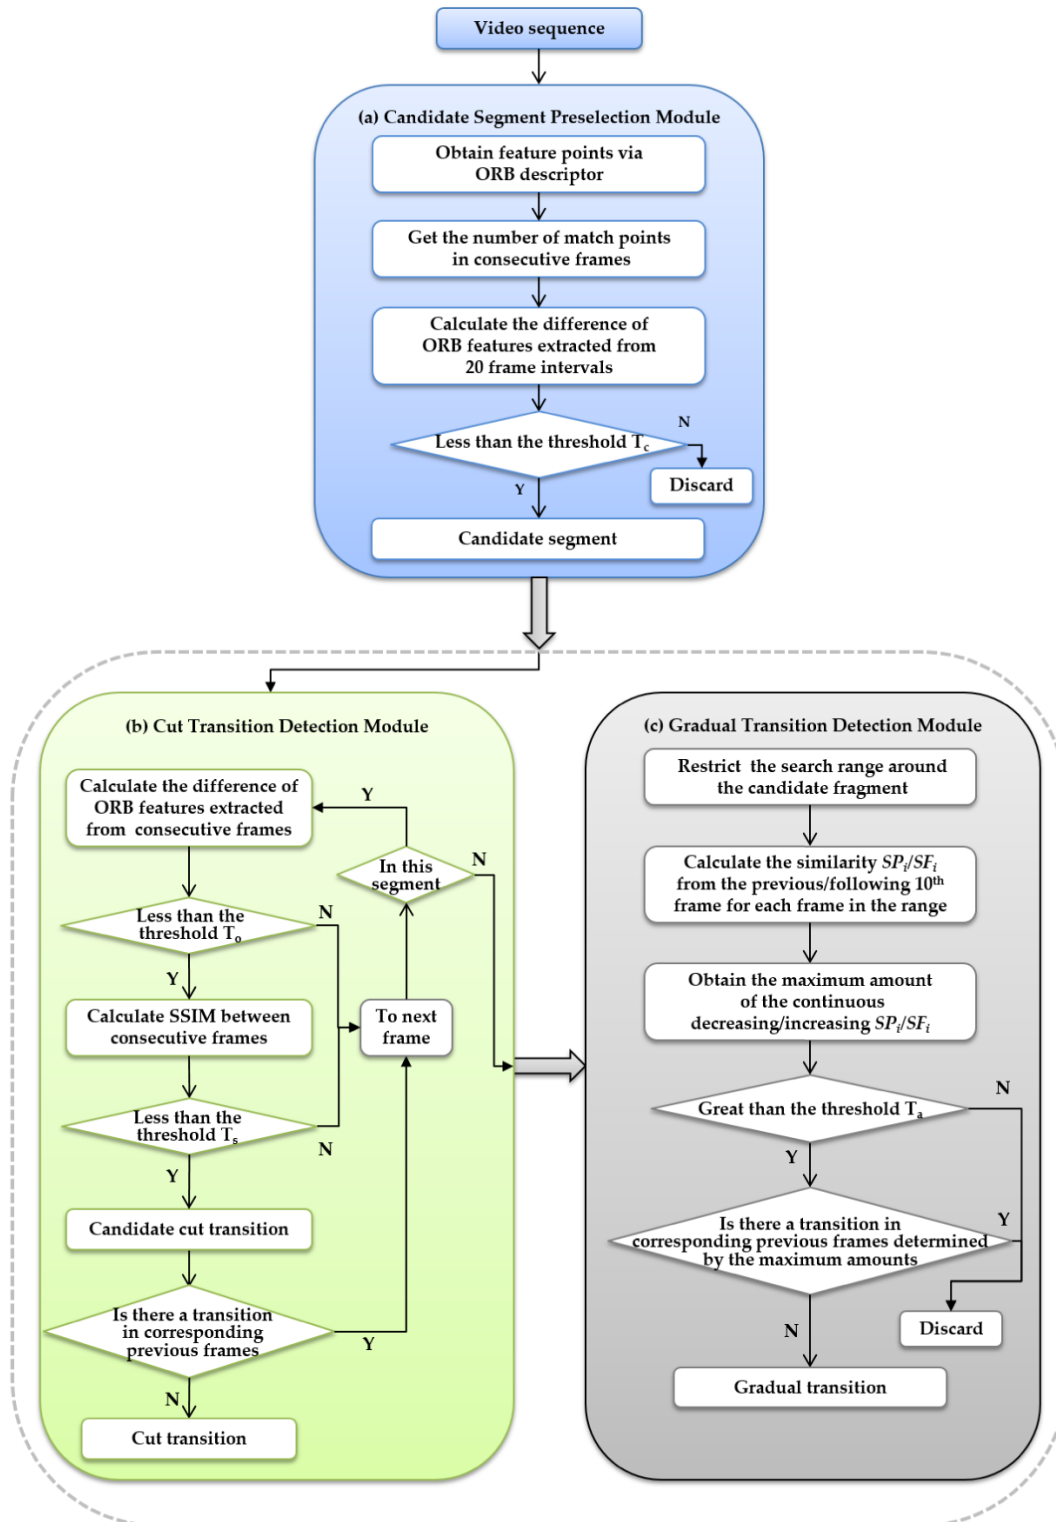 Video sequence
(a) Candidate Segment Preselection Module
Obtain feature points via
ORB descriptor
Get the number of match points
in consecutive frames
Calculate the difference of
ORB features extracted from
20 frame intervals
Less than the threshold Tc
N
Y
Discard
Candidate segment
(b) Cut Transition Detection Module
Calculate the difference of
ORB features extracted
from consecutive frames
Y
In this
segment
N
Less than the
threshold To
N
Y
Calculate SSIM between
consecutive frames
To next
frame
Less than the
threshold Ts
N
Y
Candidate cut transition
Is there a transition
in corresponding
previous frames
Y
N
Cut transition
(c) Gradual Transition Detection Module
Restrict the search range around
the candidate fragment
Calculate the similarity SPi/SFi
from the previous/following 10th
frame for each frame in the range
Obtain the maximum amount
of the continuous
decreasing/increasing SPi/SFi
Great than the threshold Ta
N
Y
Is there a transition in
corresponding previous frames determined
by the maximum amounts
Y
N
Discard
Gradual transition